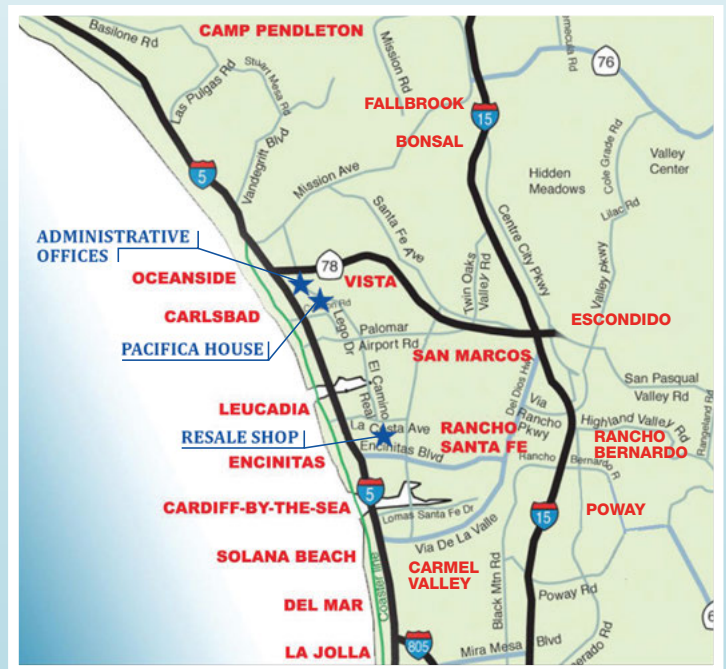 Basilone Rd
CAMP PENDLETON
Mission Rd
76
Las Pulgas Rd
Stuart Mesa Rd
FALLBROOK
15
BONSAL
Cole Grade Rd
Valley
Center
Hidden
Meadows
5
Vandegrift Blvd
Mission Ave
Lilac Rd
Santa Fe Ave
Centre City Pkwy
Valley pkwy
Twin Oaks
Valley Rd
ADMINISTRATIVE
OFFICES
OCEANSIDE
78
VISTA
CARLSBAD
Lego Dr
Palomar
Airport Rd
ESCONDIDO
PACIFICA HOUSE
SAN MARCOS
San Pasqual
Valley Rd
Del Dios Hwy
El Camino
Real
LEUCADIA
La Costa Ave
Via
Rancho
Pkwy
Highland Valley Rd
Rangeland Rd
RESALE SHOP
RANCHO
SANTA FE
RANCHO
BERNARDO
Encinitas Blvd
ENCINITAS
Rancho
Bernardo R
5
CARDIFF-BY-THE-SEA
Lomas Santa Fe Dr
15
POWAY
Via De La Valle
SOLANA BEACH
CARMEL
VALLEY
Black Mtn Rd
Coaster line
DEL MAR
Poway Rd
LA JOLLA
805
Mira Mesa Blvd